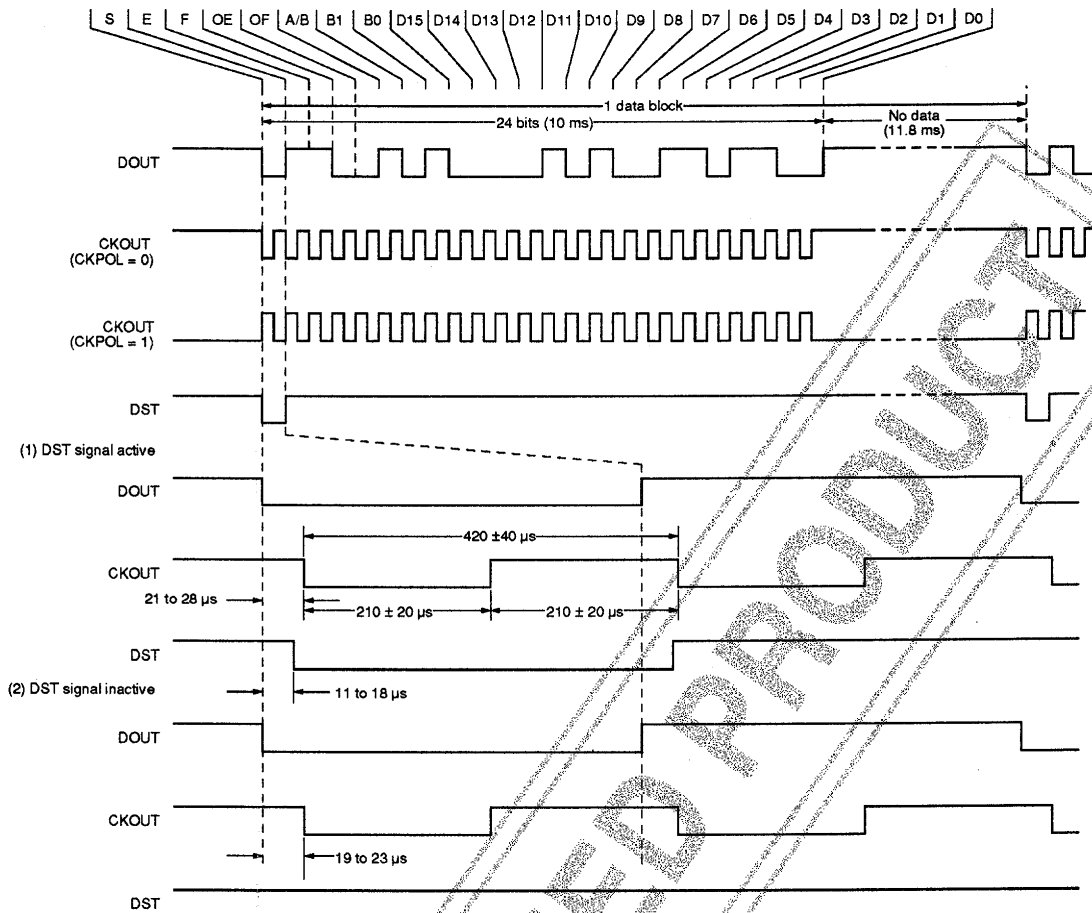 S E F OE OF A/B B1 B0 D15 D14 D13 D12 D11 D10 D9 D8 D7 D6 D5 D4 D3 D2 D1 D0
1 data block
24 bits (10 ms)
No data
(11.8 ms)
DOUT
CKOUT
(CKPOL = 0)
CKOUT
(CKPOL = 1)
DST
(1) DST signal active
DOUT
420 ±40 µs
CKOUT
21 to 28 µs
210 ± 20 µs
210 ± 20 µs
DST
(2) DST signal inactive
11 to 18 µs
DOUT
CKOUT
19 to 23 µs
DST
ED PRODUCT